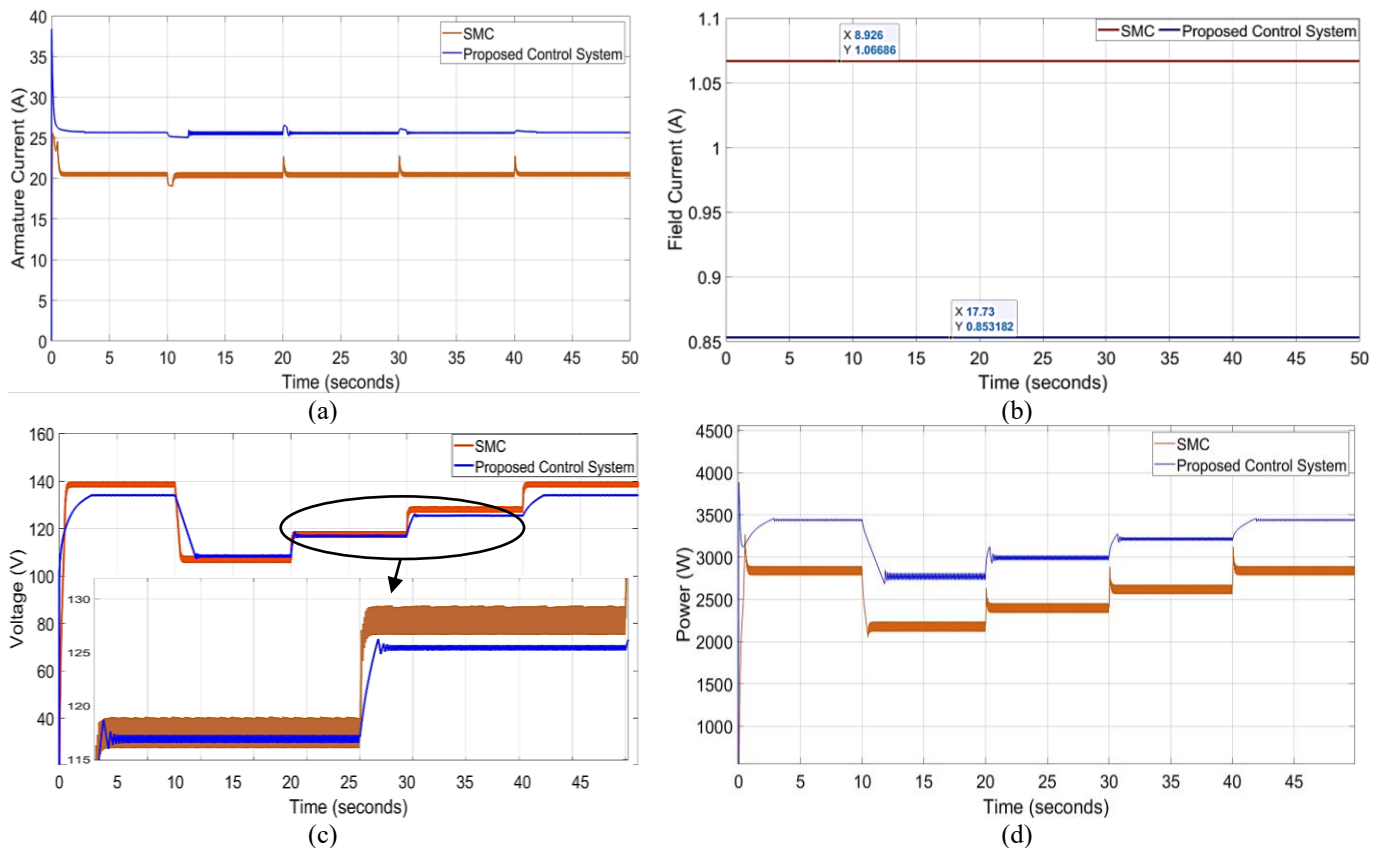 40
35
30
25
20
15
10
5
0
Armature Current (A)
SMC
Proposed Control System
0 5 10 15 20 25 30 35 40 45 50
Time (seconds)
(a)
1.1
1.05
1
0.95
0.9
0.85
Field Current (A)
X 8.926
Y 1.06686
SMC Proposed Control System
X 17.73
Y 0.853182
0 5 10 15 20 25 30 35 40 45 50
Time (seconds)
(b)
160
140
120
100
80
60
40
Voltage (V)
SMC
Proposed Control System
130
125
120
115
0 5 10 15 20 25 30 35 40 45
Time (seconds)
(c)
4500
4000
3500
3000
2500
2000
1500
1000
Power (W)
SMC
Proposed Control System
0 5 10 15 20 25 30 35 40 45
Time (seconds)
(d)